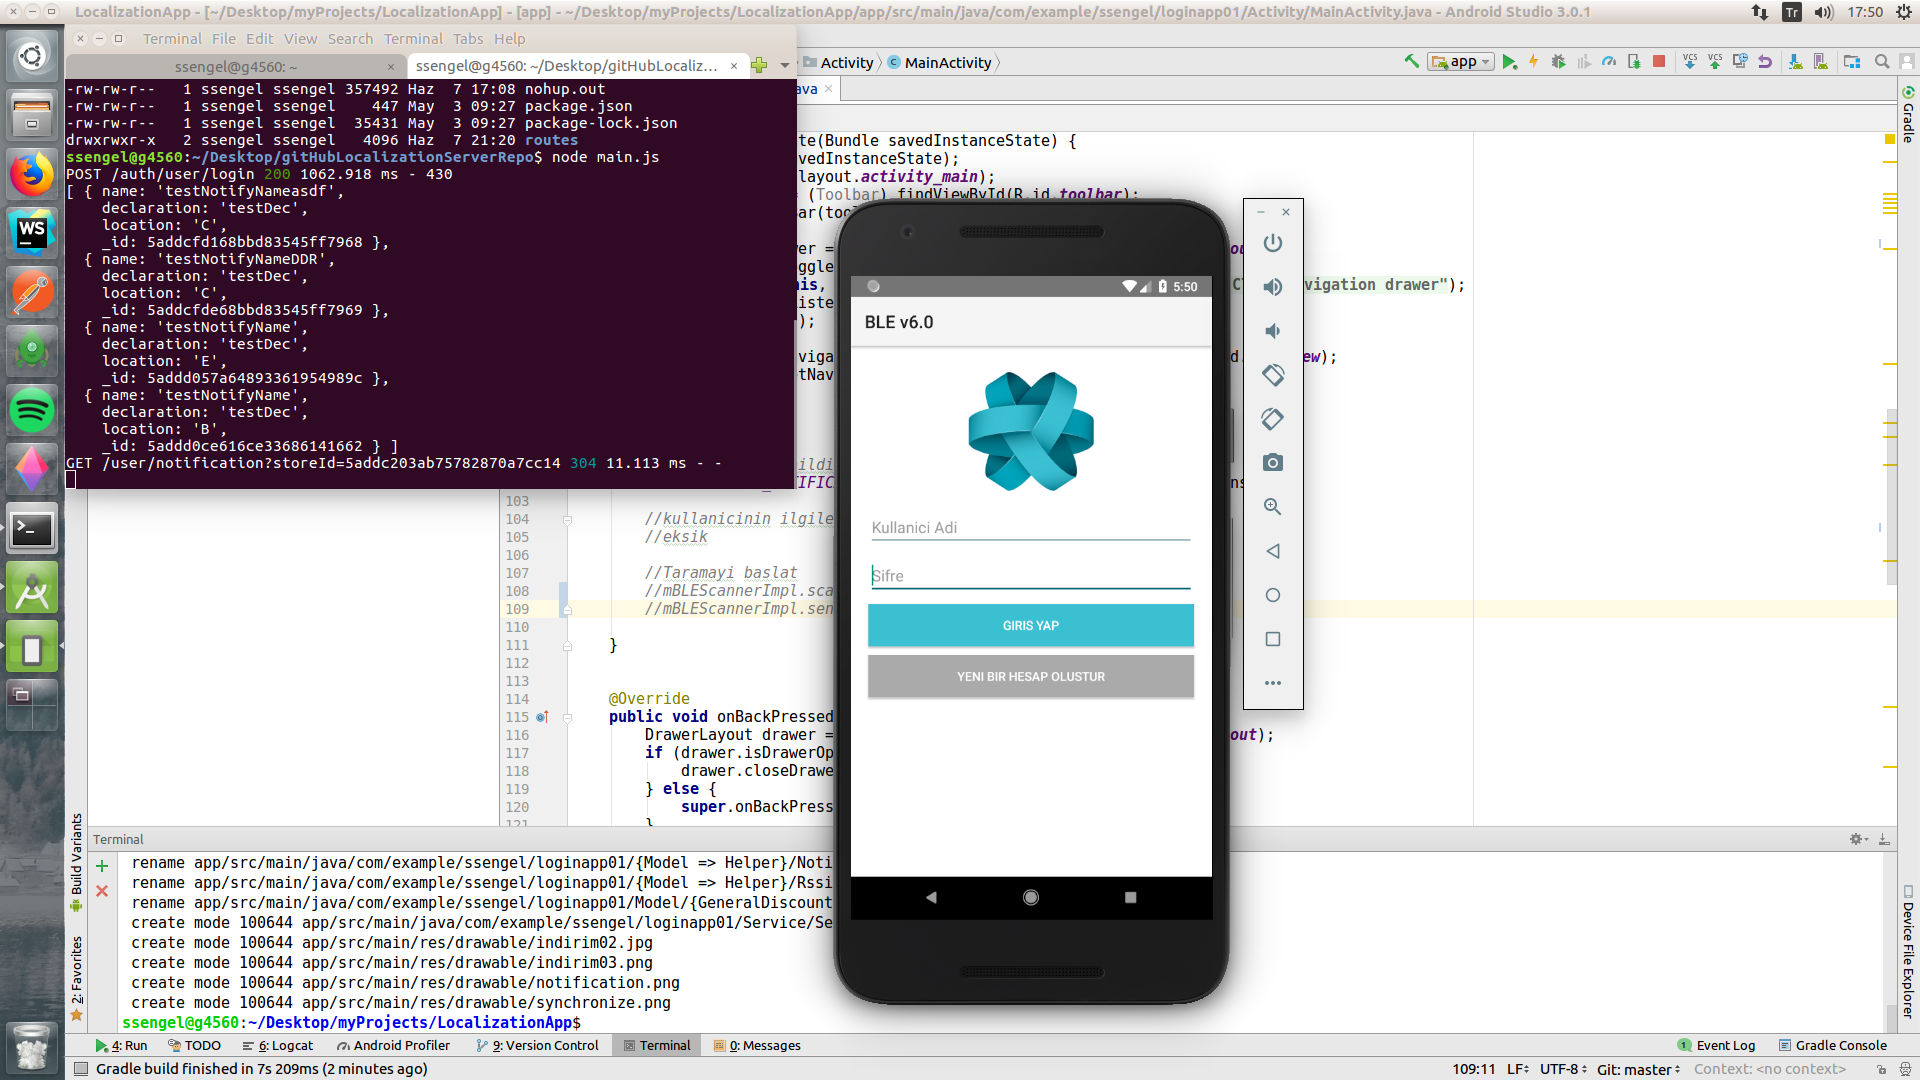 LocalizationApp - [~/Desktop/myProjects/LocalizationApp] - [app] - ~/Desktop/myProjects/LocalizationApp/app/src/main/java/com/example/ssengel/loginapp01/Activity/MainActivity.java - Android Studio 3.0.1
Tr
17:50
Terminal File Edit View Search Terminal Tabs Help
ssengel@g4560: ~
ssengel@g4560: ~/Desktop/gitHubLocaliz...
-rw-rw-r-- 1 ssengel ssengel 357492 Haz 7 17:08 nohup.out
-rw-rw-r-- 1 ssengel ssengel 447 May 3 09:27 package.json
-rw-rw-r-- 1 ssengel ssengel 35431 May 3 09:27 package-lock.json
drwxrwxr-x 2 ssengel ssengel 4096 Haz 7 21:20 routes
ssengel@g4560:~/Desktop/gitHubLocalizationServerRepo$ node main.js
POST /auth/user/login 200 1062.918 ms - 430
[ { name: 'testNotifyNameasdf',
declaration: 'testDec',
location: 'C',
_id: 5addcfd168bbd83545ff7968 },
{ name: 'testNotifyNameDDR',
declaration: 'testDec',
location: 'C',
_id: 5addcfde68bbd83545ff7969 },
{ name: 'testNotifyName',
declaration: 'testDec',
location: 'E',
_id: 5addd057a64893361954989c },
{ name: 'testNotifyName',
declaration: 'testDec',
location: 'B',
_id: 5addd0ce616ce33686141662 } ]
GET /user/notification?storeId=5addc203ab75782870a7cc14 304 11.113 ms - -
Activity
MainActivity
app
VCS
VCS
ava
te(Bundle savedInstanceState) {
vedInstanceState);
layout.activity_main);
(Toolbar) findViewById(R.id.toolbar);
bar(too
wer =
ou
ggle
his,
C
vigation drawer");
iste
);
viga
d.
ew);
etNav
ildi
_TIFIC
ns
103
104 //kullanicinin ilgile
105 //eksik
106
107 //Taramayi baslat
108 //mBLEScannerImpl.sca
109 //mBLEScannerImpl.sen
110
111 }
112
113
114 @Override
115 public void onBackPressed
116 DrawerLayout drawer =
out);
117 if (drawer.isDrawerOp
118 drawer.closeDrawe
119 } else {
120 super.onBackPress
121 }
5:50
BLE v6.0
Kullanici Adi
Sifre
GIRIS YAP
YENI BIR HESAP OLUSTUR
WS
Gradle
Device File Explorer
Build Variants
2: Favorites
Terminal
rename app/src/main/java/com/example/ssengel/loginapp01/{Model => Helper}/Noti
rename app/src/main/java/com/example/ssengel/loginapp01/{Model => Helper}/Rssi
rename app/src/main/java/com/example/ssengel/loginapp01/Model/{GeneralDiscount
create mode 100644 app/src/main/java/com/example/ssengel/loginapp01/Service/Se
create mode 100644 app/src/main/res/drawable/indirim02.jpg
create mode 100644 app/src/main/res/drawable/indirim03.png
create mode 100644 app/src/main/res/drawable/notification.png
create mode 100644 app/src/main/res/drawable/synchronize.png
ssengel@g4560:~/Desktop/myProjects/LocalizationApp$
4: Run TODO 6: Logcat Android Profiler 9: Version Control Terminal 0: Messages
1 Event Log Gradle Console
Gradle build finished in 7s 209ms (2 minutes ago)
109:11 LF UTF-8 Git: master Context: <no context>